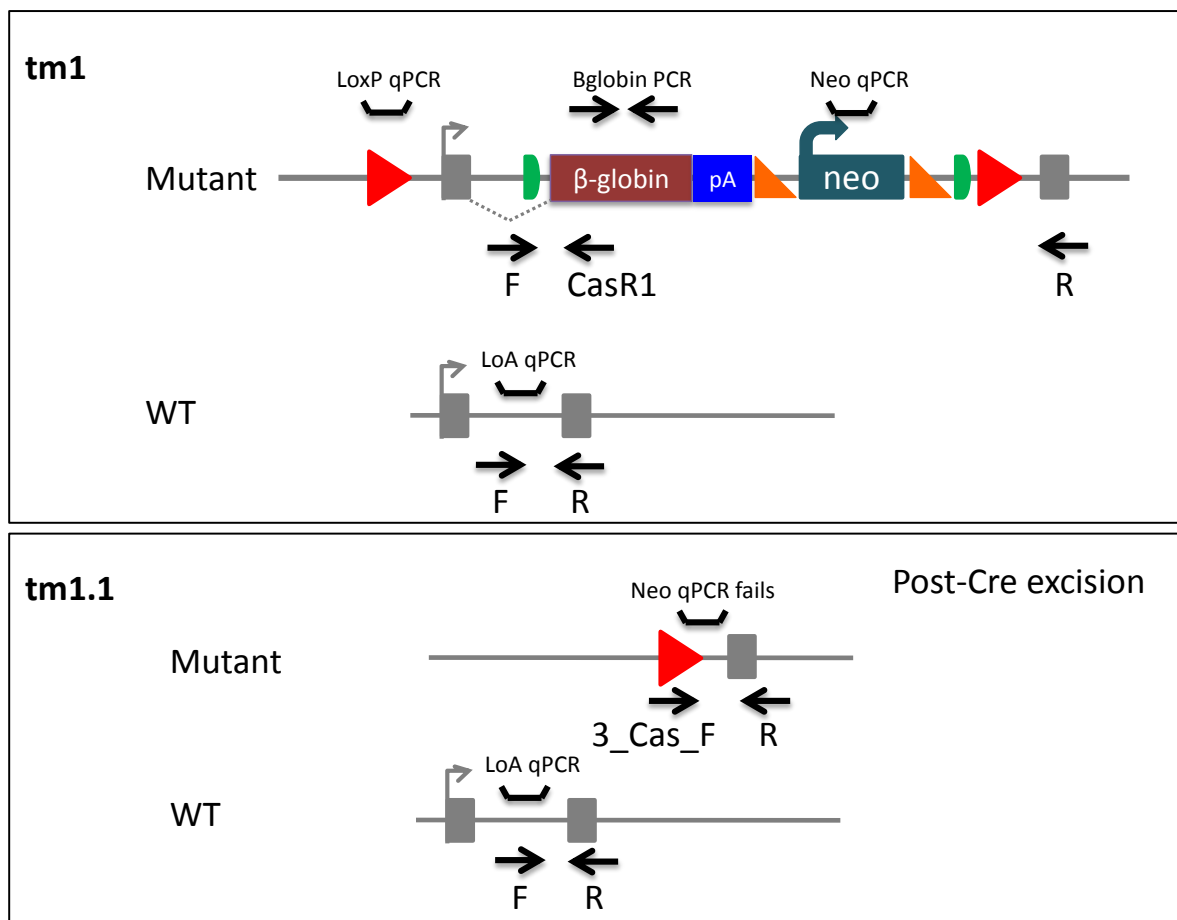 tm1
LoxP qPCR
Bglobin PCR
Neo qPCR
Mutant
β-globin
pA
neo
F
CasR1
R
LoA qPCR
WT
F
R
tm1.1
Post-Cre excision
Neo qPCR fails
Mutant
3_Cas_F
R
LoA qPCR
WT
F
R